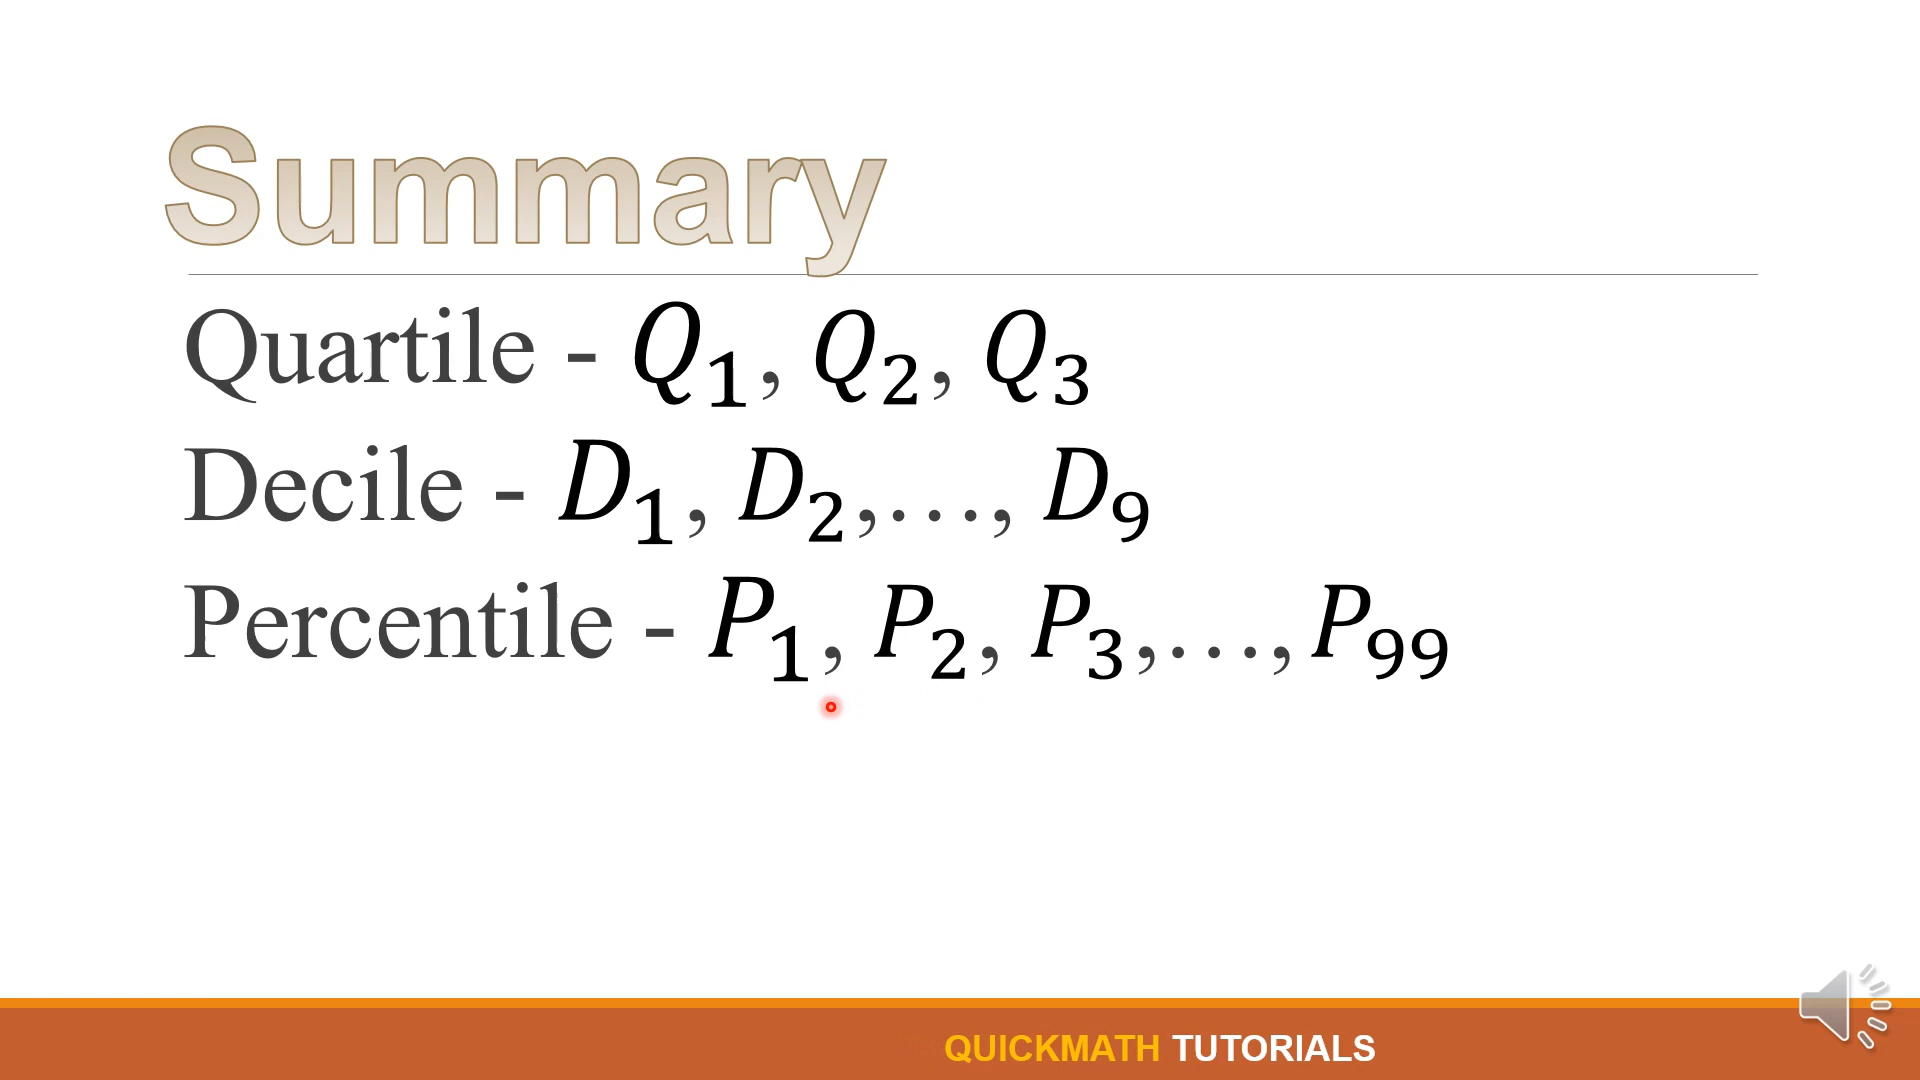 Summary
Quartile - Q₁, Q₂, Q₃
Decile - D₁, D₂,…, D₉
Percentile - P₁, P₂, P₃,…, P₉₉
QUICKMATH TUTORIALS